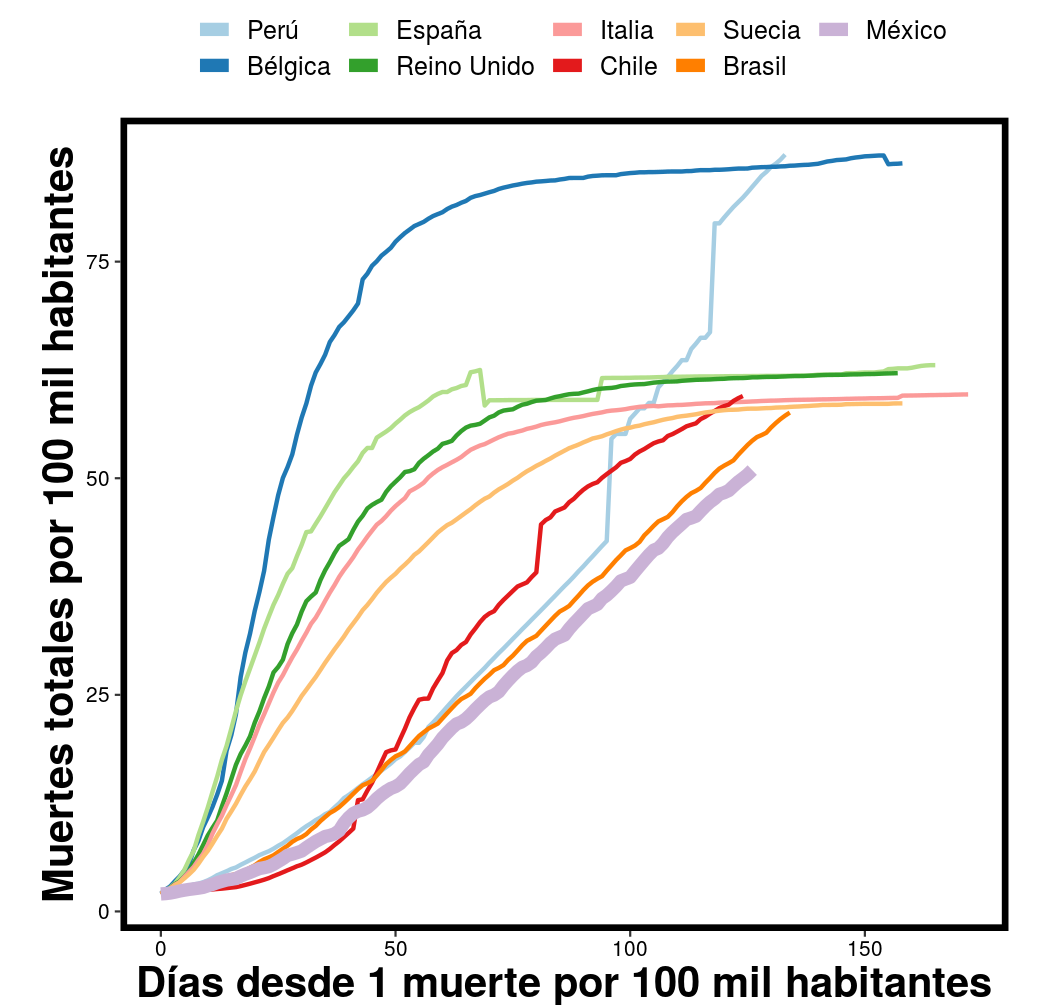 Perú España Italia Suecia México
Bélgica Reino Unido Chile Brasil
Muertes totales por 100 mil habitantes
75
50
25
0
0 50 100 150
Días desde 1 muerte por 100 mil habitantes